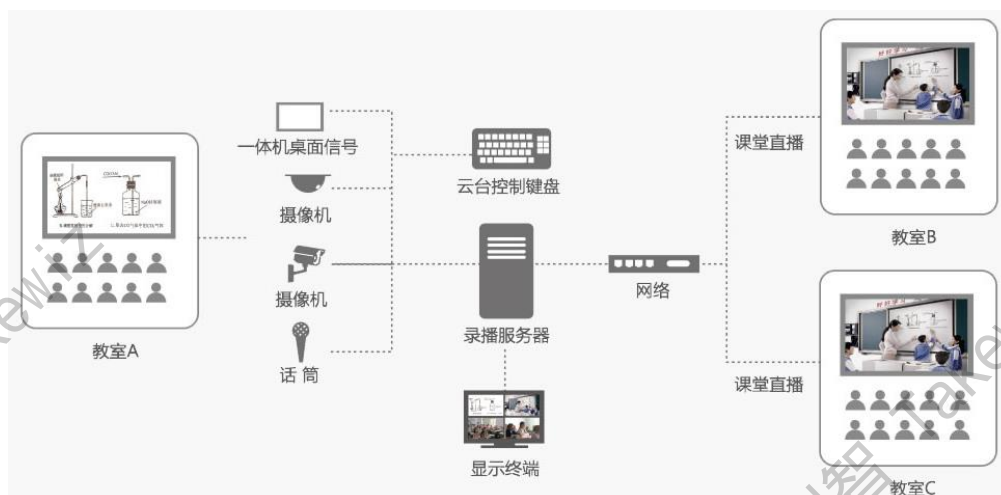 教室A
一体机桌面信号
摄像机
摄像机
话筒
云台控制键盘
录播服务器
显示终端
网络
课堂直播
教室B
课堂直播
教室C